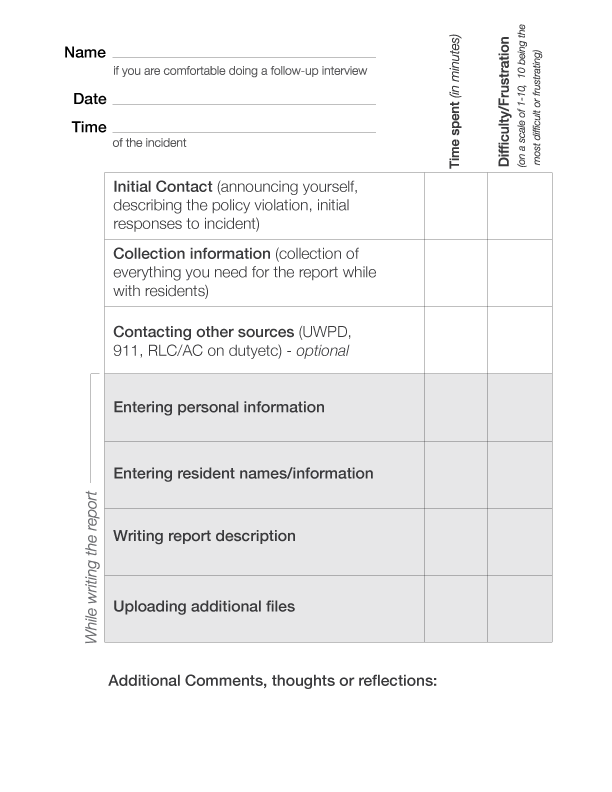 Name
if you are comfortable doing a follow-up interview
Date
Time
of the incident
Time spent (in minutes)
Difficulty/Frustration
(on a scale of 1-10, 10 being the
most difficult or frustrating)
Initial Contact (announcing yourself,
describing the policy violation, initial
responses to incident)
Collection information (collection of
everything you need for the report while
with residents)
Contacting other sources (UWPD,
911, RLC/AC on dutyetc) - optional
While writing the report
Entering personal information
Entering resident names/information
Writing report description
Uploading additional files
Additional Comments, thoughts or reflections: